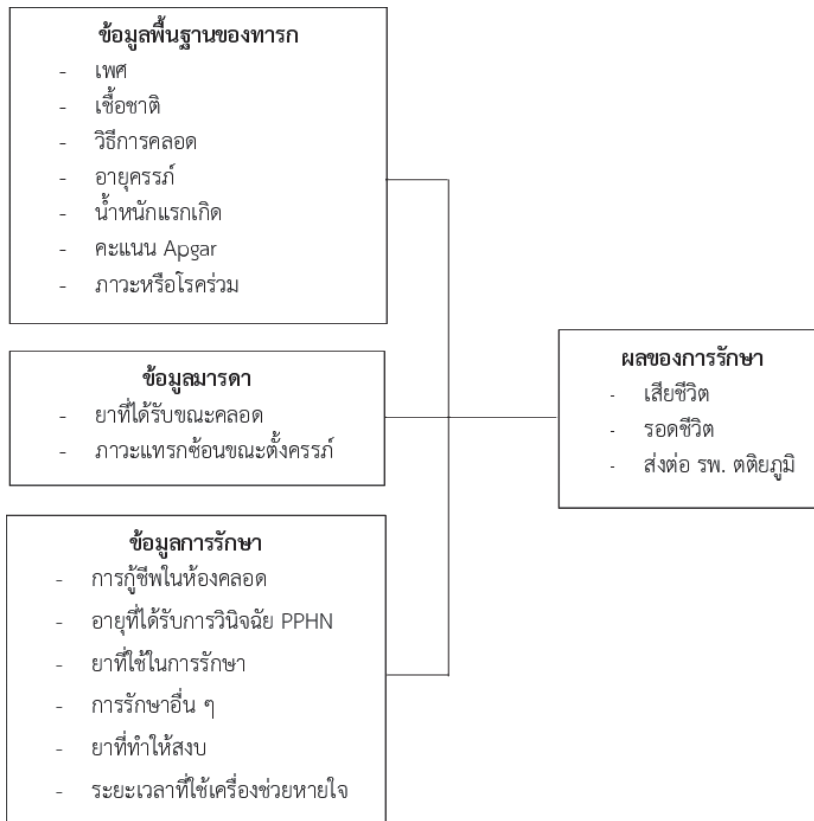 ข้อมูลพื้นฐานของทารก
- เพศ
- เชื้อชาติ
- วิธีการคลอด
- อายุครรภ์
- น้ำหนักแรกเกิด
- คะแนน Apgar
- ภาวะหรือโรคร่วม
ข้อมูลมารดา
- ยาที่ได้รับขณะคลอด
- ภาวะแทรกซ้อนขณะตั้งครรภ์
ข้อมูลการรักษา
- การกู้ชีพในห้องคลอด
- อายุที่ได้รับการวินิจฉัย PPHN
- ยาที่ใช้ในการรักษา
- การรักษาอื่น ๆ
- ยาที่ทำให้สงบ
- ระยะเวลาที่ใช้เครื่องช่วยหายใจ
ผลของการรักษา
- เสียชีวิต
- รอดชีวิต
- ส่งต่อ รพ. ตติยภูมิ